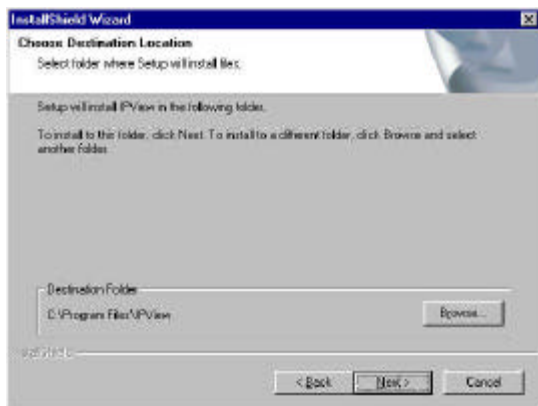 InstallShield Wizard
Choose Destination Location
Select folder where Setup will install files.
Setup will install IPView in the following folder.
To install to this folder, click Next. To install to a different folder, click Browse and select
another folder.
Destination Folder
C:\Program Files\IPView
Browse...
InstallShield
< Back
Next >
Cancel